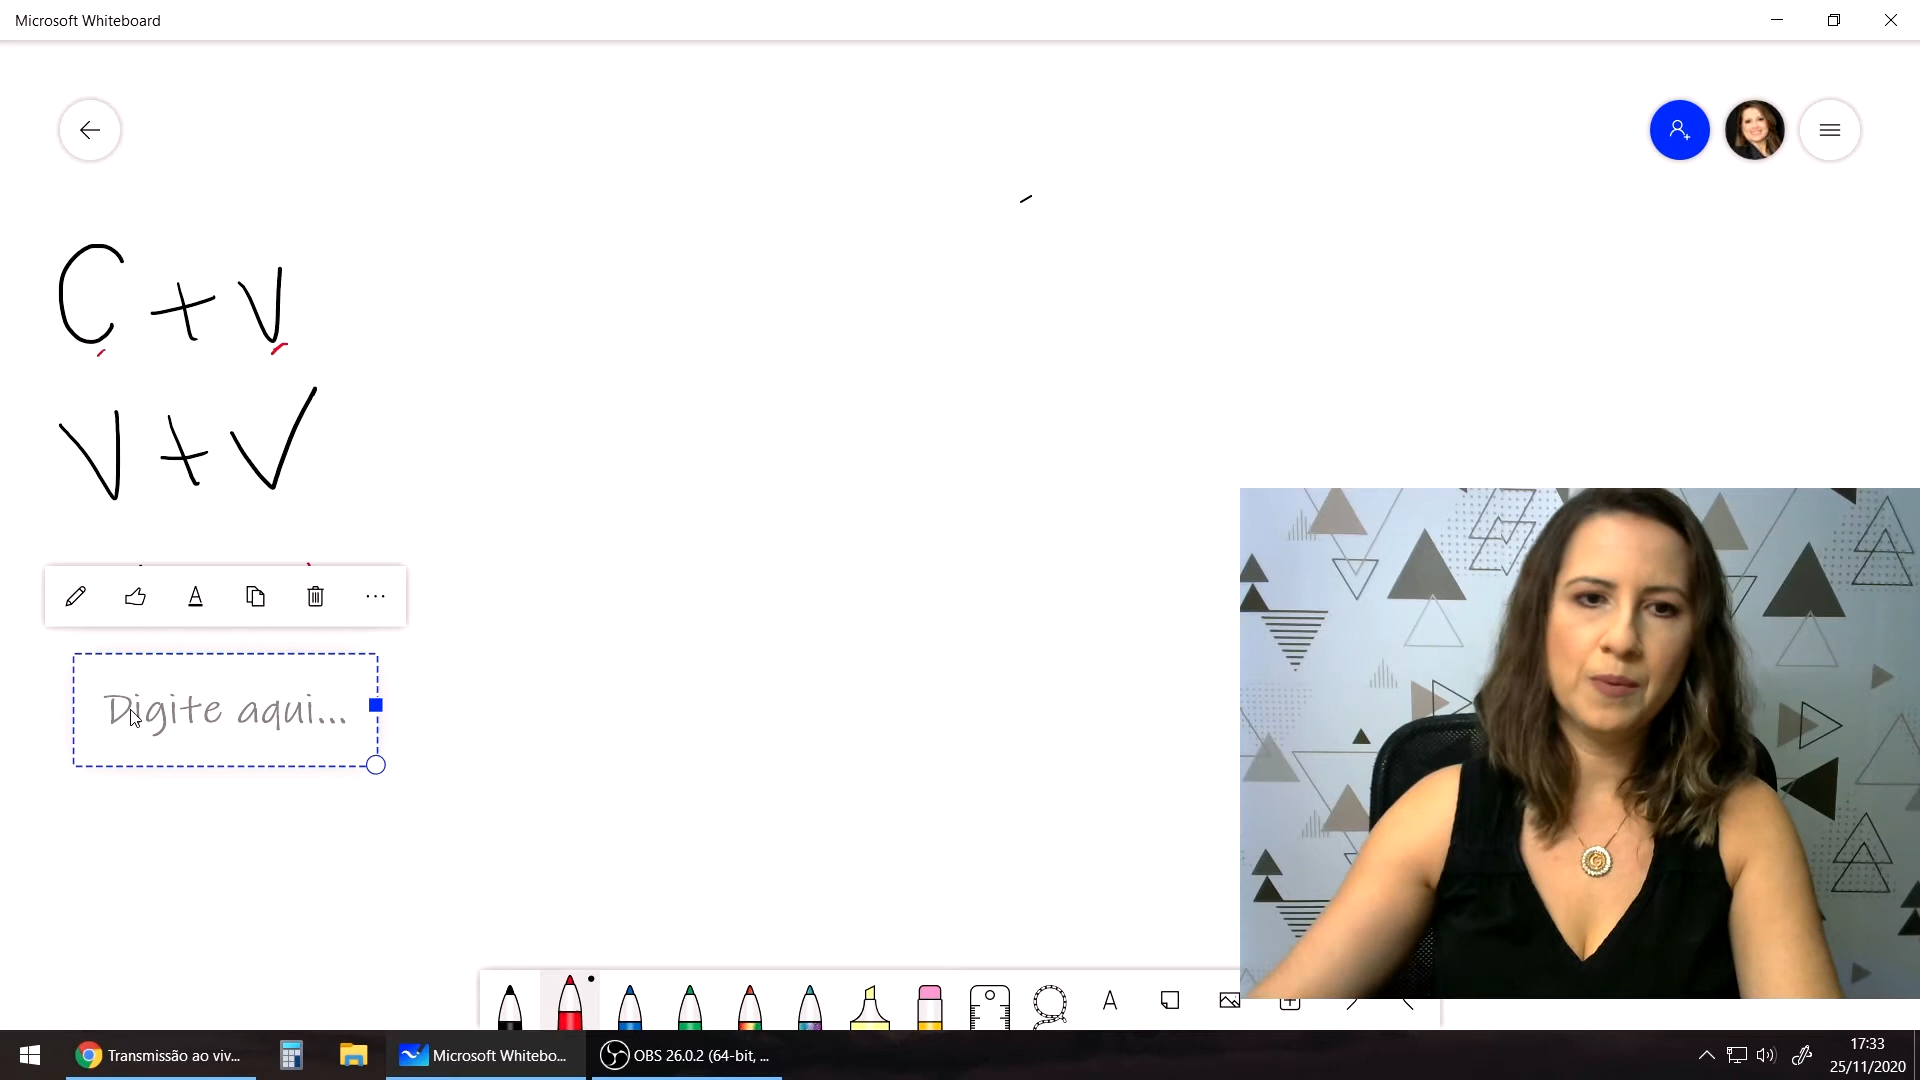 Microsoft Whiteboard
C + V
V + V
Digite aqui...
A
A
Transmissão ao viv...
Microsoft Whitebo...
OBS 26.0.2 (64-bit, ...
17:33
25/11/2020